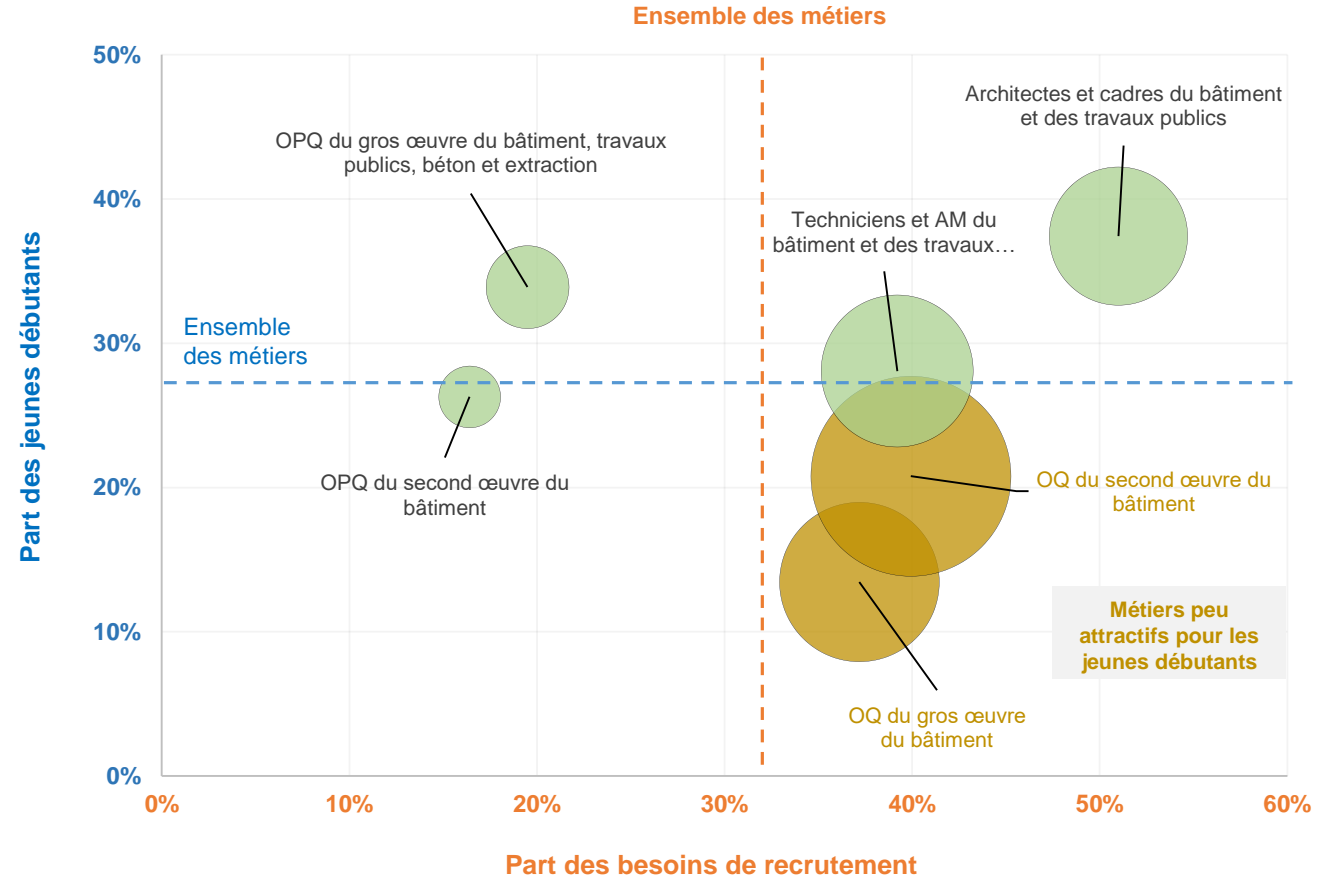 Ensemble des métiers
50%
Architectes et cadres du bâtiment
et des travaux publics
OPQ du gros œuvre du bâtiment, travaux
publics, béton et extraction
40%
Techniciens et AM du
bâtiment et des travaux…
Part des jeunes débutants
Ensemble
des métiers
30%
OPQ du second œuvre du
bâtiment
20%
OQ du second œuvre du
bâtiment
Métiers peu
attractifs pour les
jeunes débutants
10%
OQ du gros œuvre
du bâtiment
0%
0% 10% 20% 30% 40% 50% 60%
Part des besoins de recrutement